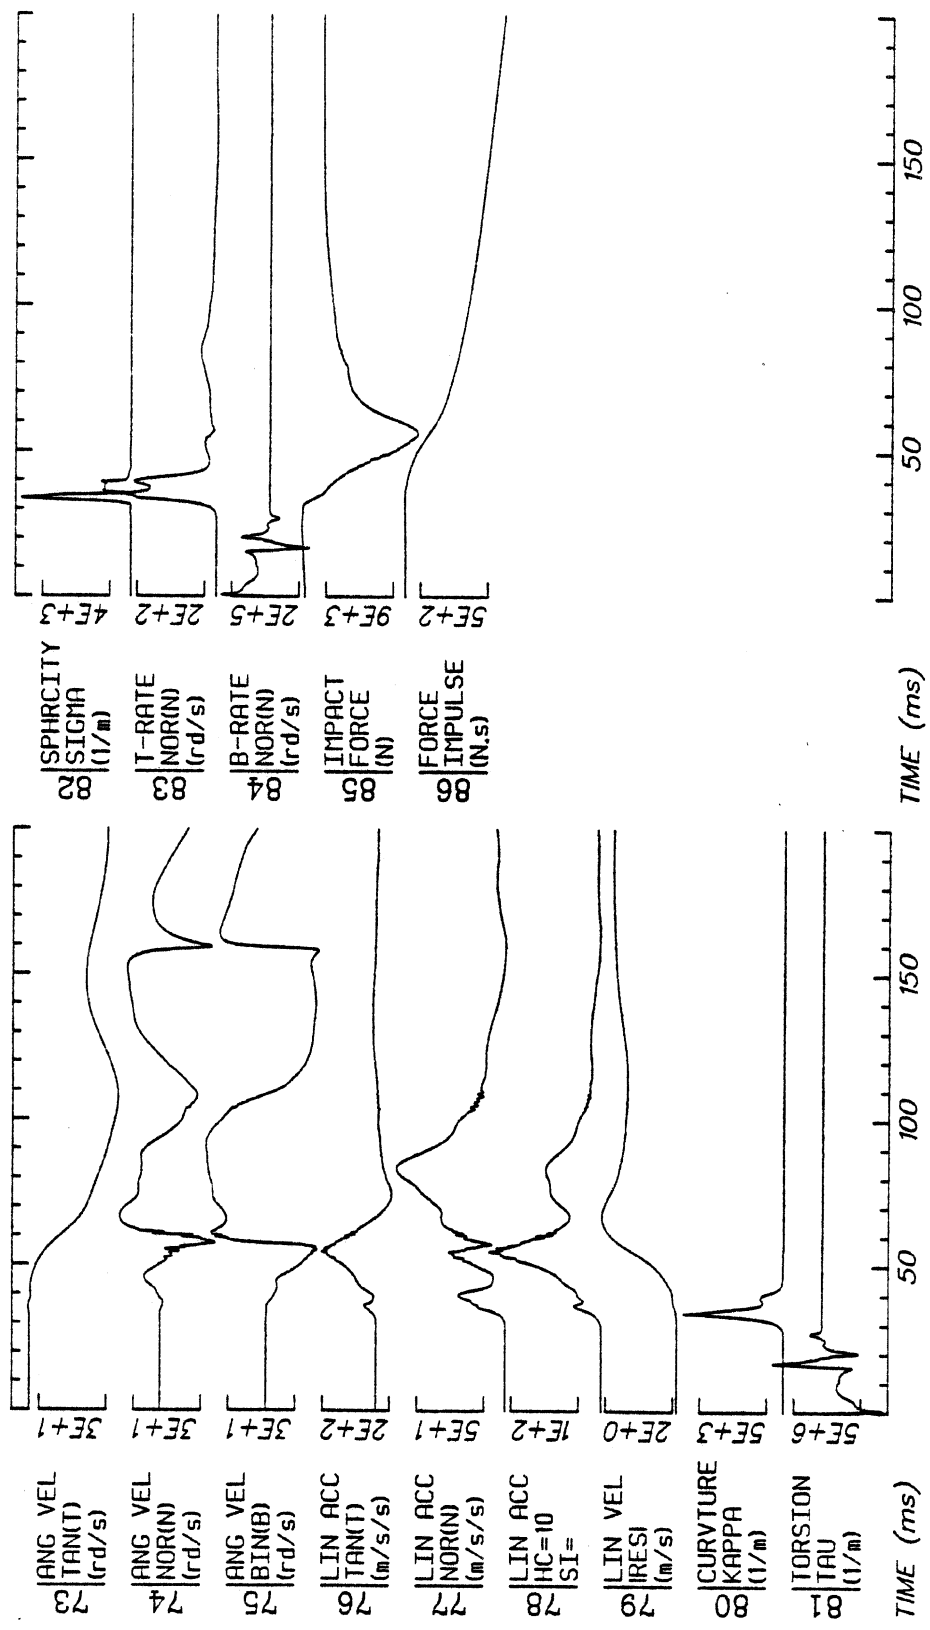 73 ANG VEL
TAN(T)
(rd/s)
3E+1
74 ANG VEL
NOR(N)
(rd/s)
3E+1
75 ANG VEL
BIN(B)
(rd/s)
3E+1
76 LIN ACC
TAN(T)
(m/s/s)
2E+2
77 LIN ACC
NOR(N)
(m/s/s)
5E+1
78 LIN ACC
HC=10
SI=
1E+2
79 LIN VEL
IRESI
(m/s)
2E+0
80 CURVTURE
KAPPA
(1/m)
5E+3
81 TORSION
TAU
(1/m)
5E+6
TIME (ms)
50 100 150
82 SPHRCITY
SIGMA
(1/m)
4E+3
83 T-RATE
NOR(N)
(rd/s)
2E+2
84 B-RATE
NOR(N)
(rd/s)
2E+5
85 IMPACT
FORCE
(N)
9E+3
86 FORCE
IMPULSE
(N.s)
5E+2
TIME (ms)
50 100 150